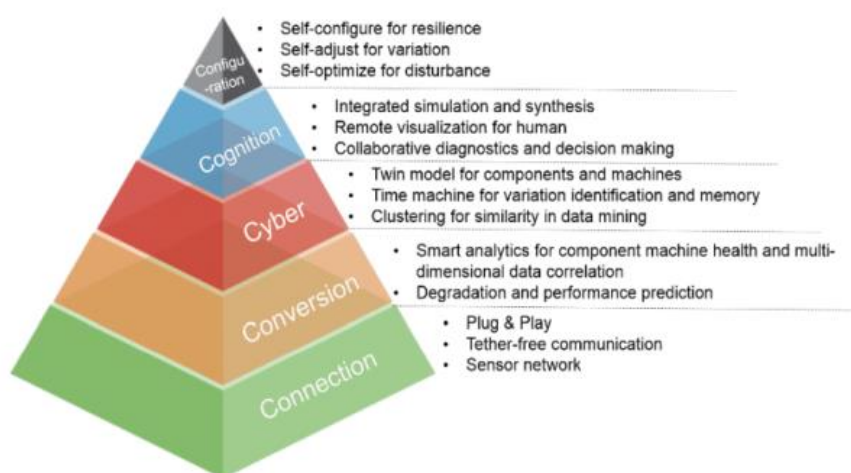 Configu
-ration
• Self-configure for resilience
• Self-adjust for variation
• Self-optimize for disturbance
Cognition
• Integrated simulation and synthesis
• Remote visualization for human
• Collaborative diagnostics and decision making
Cyber
• Twin model for components and machines
• Time machine for variation identification and memory
• Clustering for similarity in data mining
Conversion
• Smart analytics for component machine health and multi-
dimensional data correlation
• Degradation and performance prediction
Connection
• Plug & Play
• Tether-free communication
• Sensor network